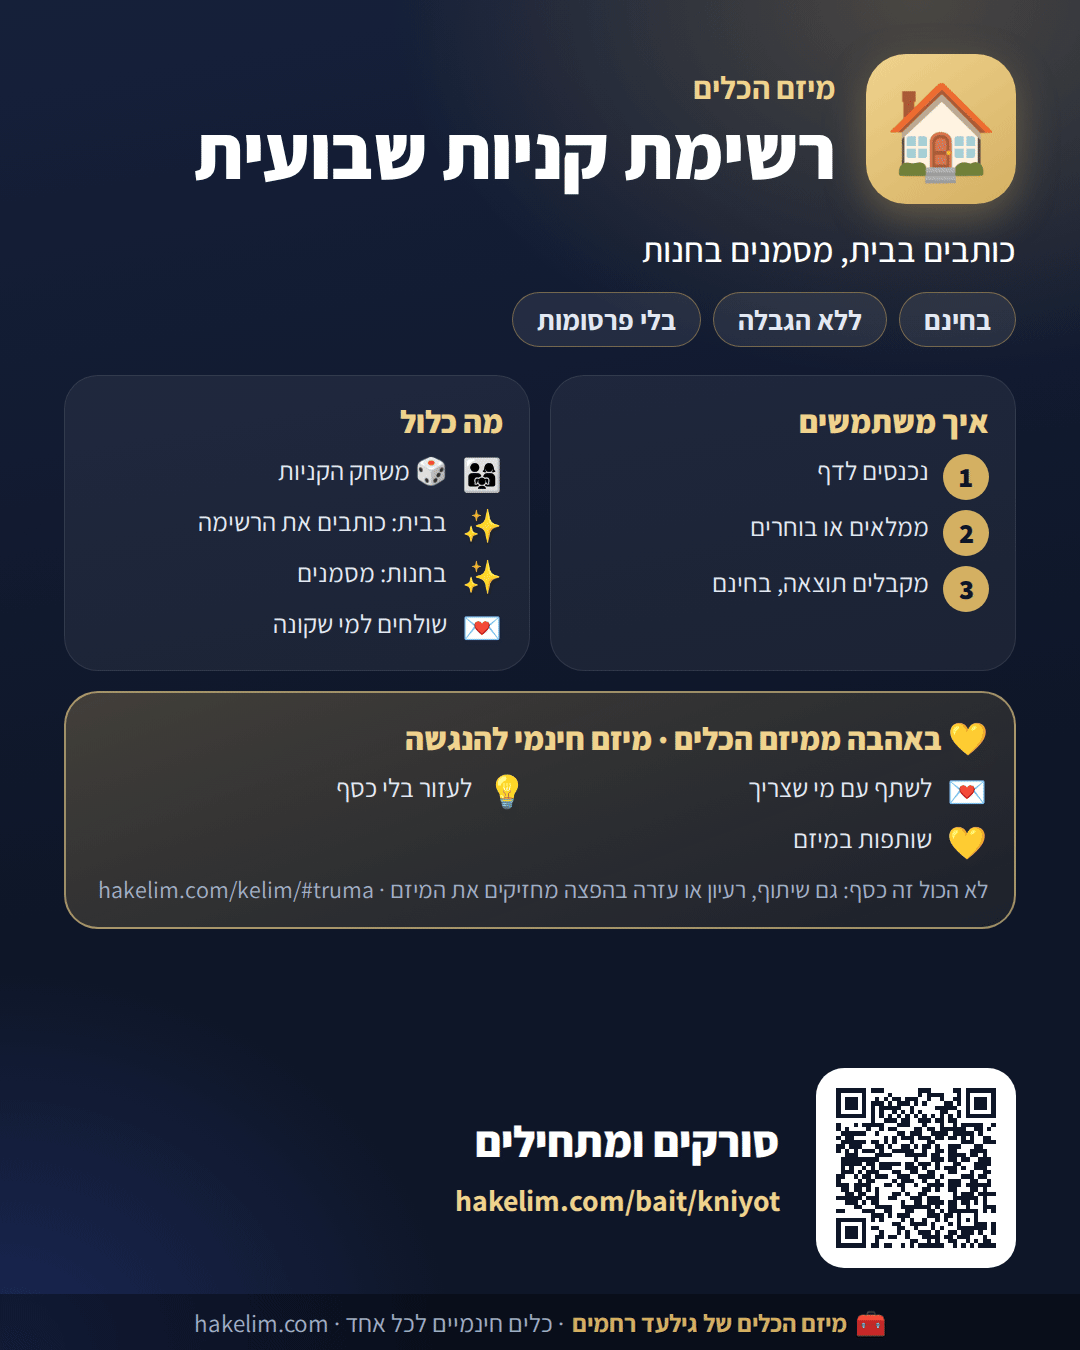 מיזם הכלים
רשימת קניות שבועית
כותבים בבית, מסמנים בחנות
בחינם
ללא הגבלה
בלי פרסומות
איך משתמשים
1 נכנסים לדף
2 ממלאים או בוחרים
3 מקבלים תוצאה, בחינם
מה כלול
משחק הקניות
בבית: כותבים את הרשימה
בחנות: מסמנים
שולחים למי שקונה
באהבה ממיזם הכלים · מיזם חינמי להנגשה
לשתף עם מי שצריך
לעזור בלי כסף
שותפות במיזם
לא הכול זה כסף: גם שיתוף, רעיון או עזרה בהפצה מחזיקים את המיזם · hakelim.com/kelim/#truma
סורקים ומתחילים
hakelim.com/bait/kniyot
מיזם הכלים של גילעד רחמים · כלים חינמיים לכל אחד · hakelim.com